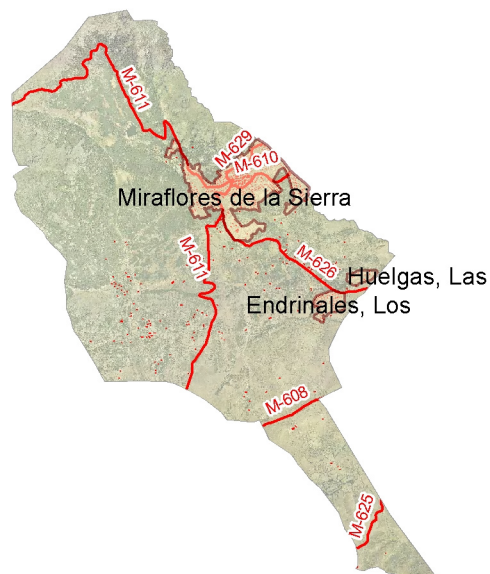 M-611
M-629
M-610
Miraflores de la Sierra
M-611
M-626
Huelgas, Las
Endrinales, Los
M-608
M-625